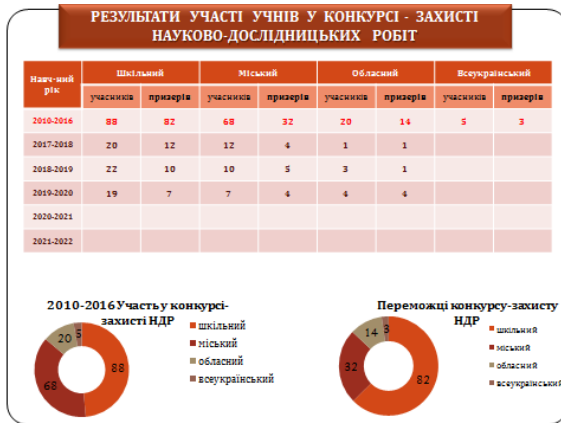 РЕЗУЛЬТАТИ УЧАСТІ УЧНІВ У КОНКУРСІ - ЗАХИСТІ
НАУКОВО-ДОСЛІДНИЦЬКИХ РОБІТ
Навч-ний рік Шкільний Міський Обласний Всеукраїнський
учасників призерів учасників призерів учасників призерів учасників призерів
2010-2016 88 82 68 32 20 14 5 3
2017-2018 20 12 12 4 1 1
2018-2019 22 10 10 5 3 1
2019-2020 19 7 7 4 4 4
2020-2021
2021-2022
2010-2016 Участь у конкурсі-
захисті НДР
20 5
68 88
шкільний
міський
обласний
всеукраїнський
Переможці конкурсу-захисту
НДР
14 3
32
82
шкільний
міський
обласний
всеукраїнський